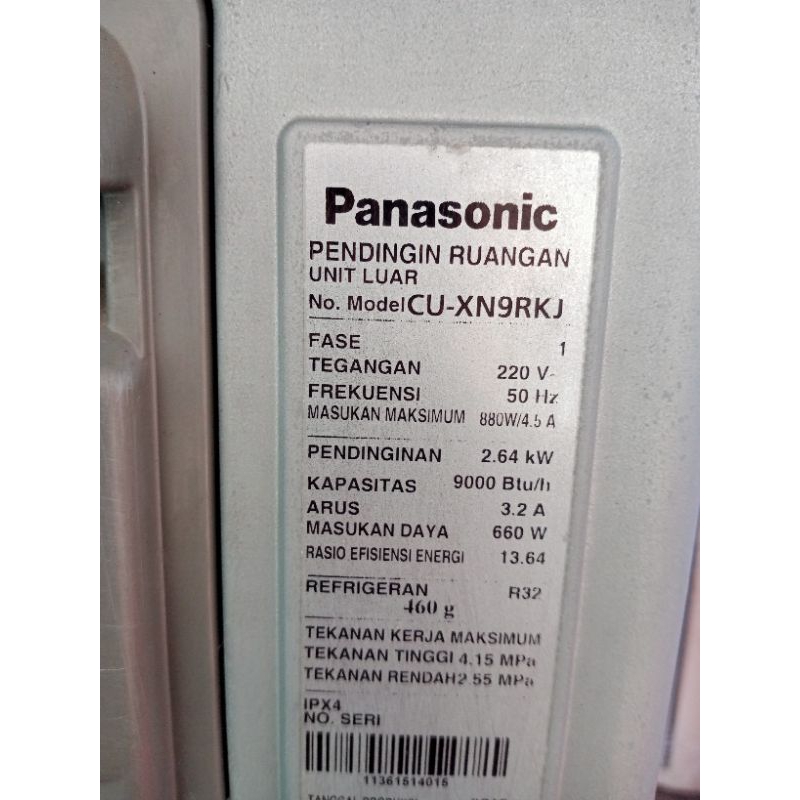 Panasonic
PENDINGIN RUANGAN
UNIT LUAR
No. Model CU-XN9RKJ
FASE 1
TEGANGAN 220 V~
FREKUENSI 50 Hz
MASUKAN MAKSIMUM 880W/4.5 A
PENDINGINAN 2.64 kW
KAPASITAS 9000 Btu/h
ARUS 3.2 A
MASUKAN DAYA 660 W
RASIO EFISIENSI ENERGI 13.64
REFRIGERAN R32
460 g
TEKANAN KERJA MAKSIMUM
TEKANAN TINGGI 4.15 MPa
TEKANAN RENDAH 2.55 MPa
IPX4
NO. SERI
11361514015